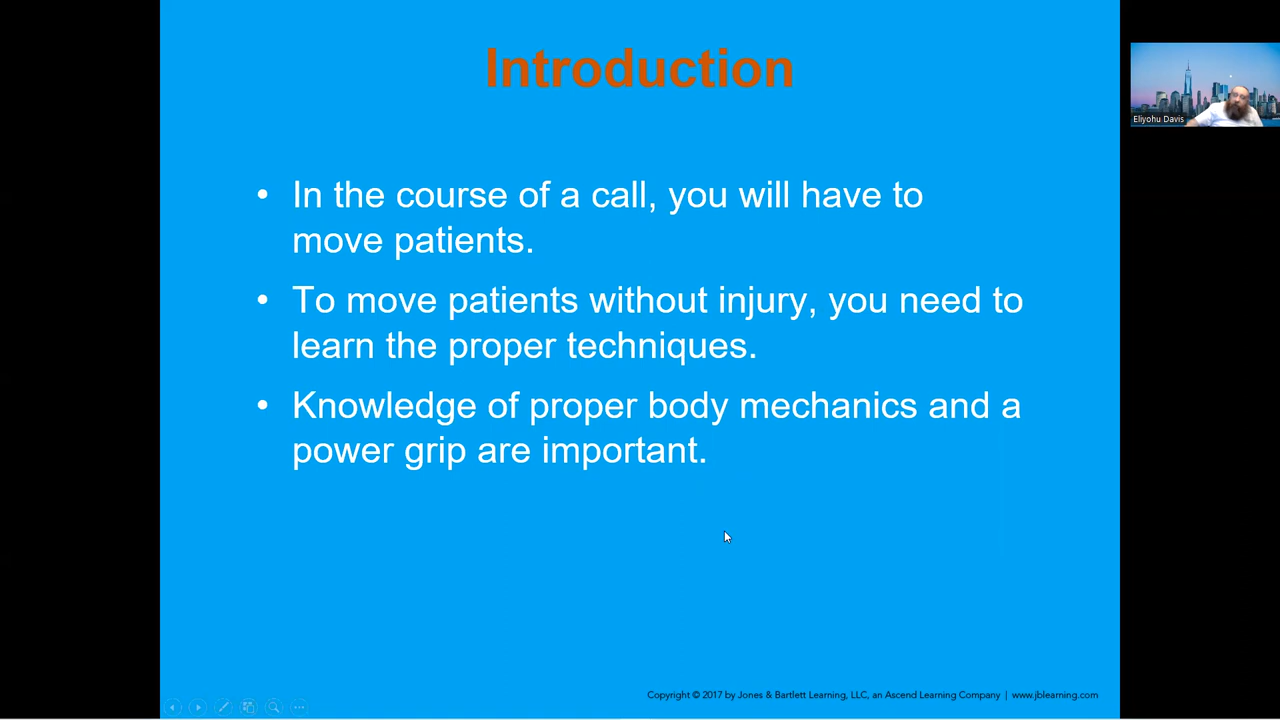 Introduction
• In the course of a call, you will have to
move patients.
• To move patients without injury, you need to
learn the proper techniques.
• Knowledge of proper body mechanics and a
power grip are important.
Eliyohu Davis
Copyright © 2017 by Jones & Bartlett Learning, LLC, an Ascend Learning Company | www.jblearning.com